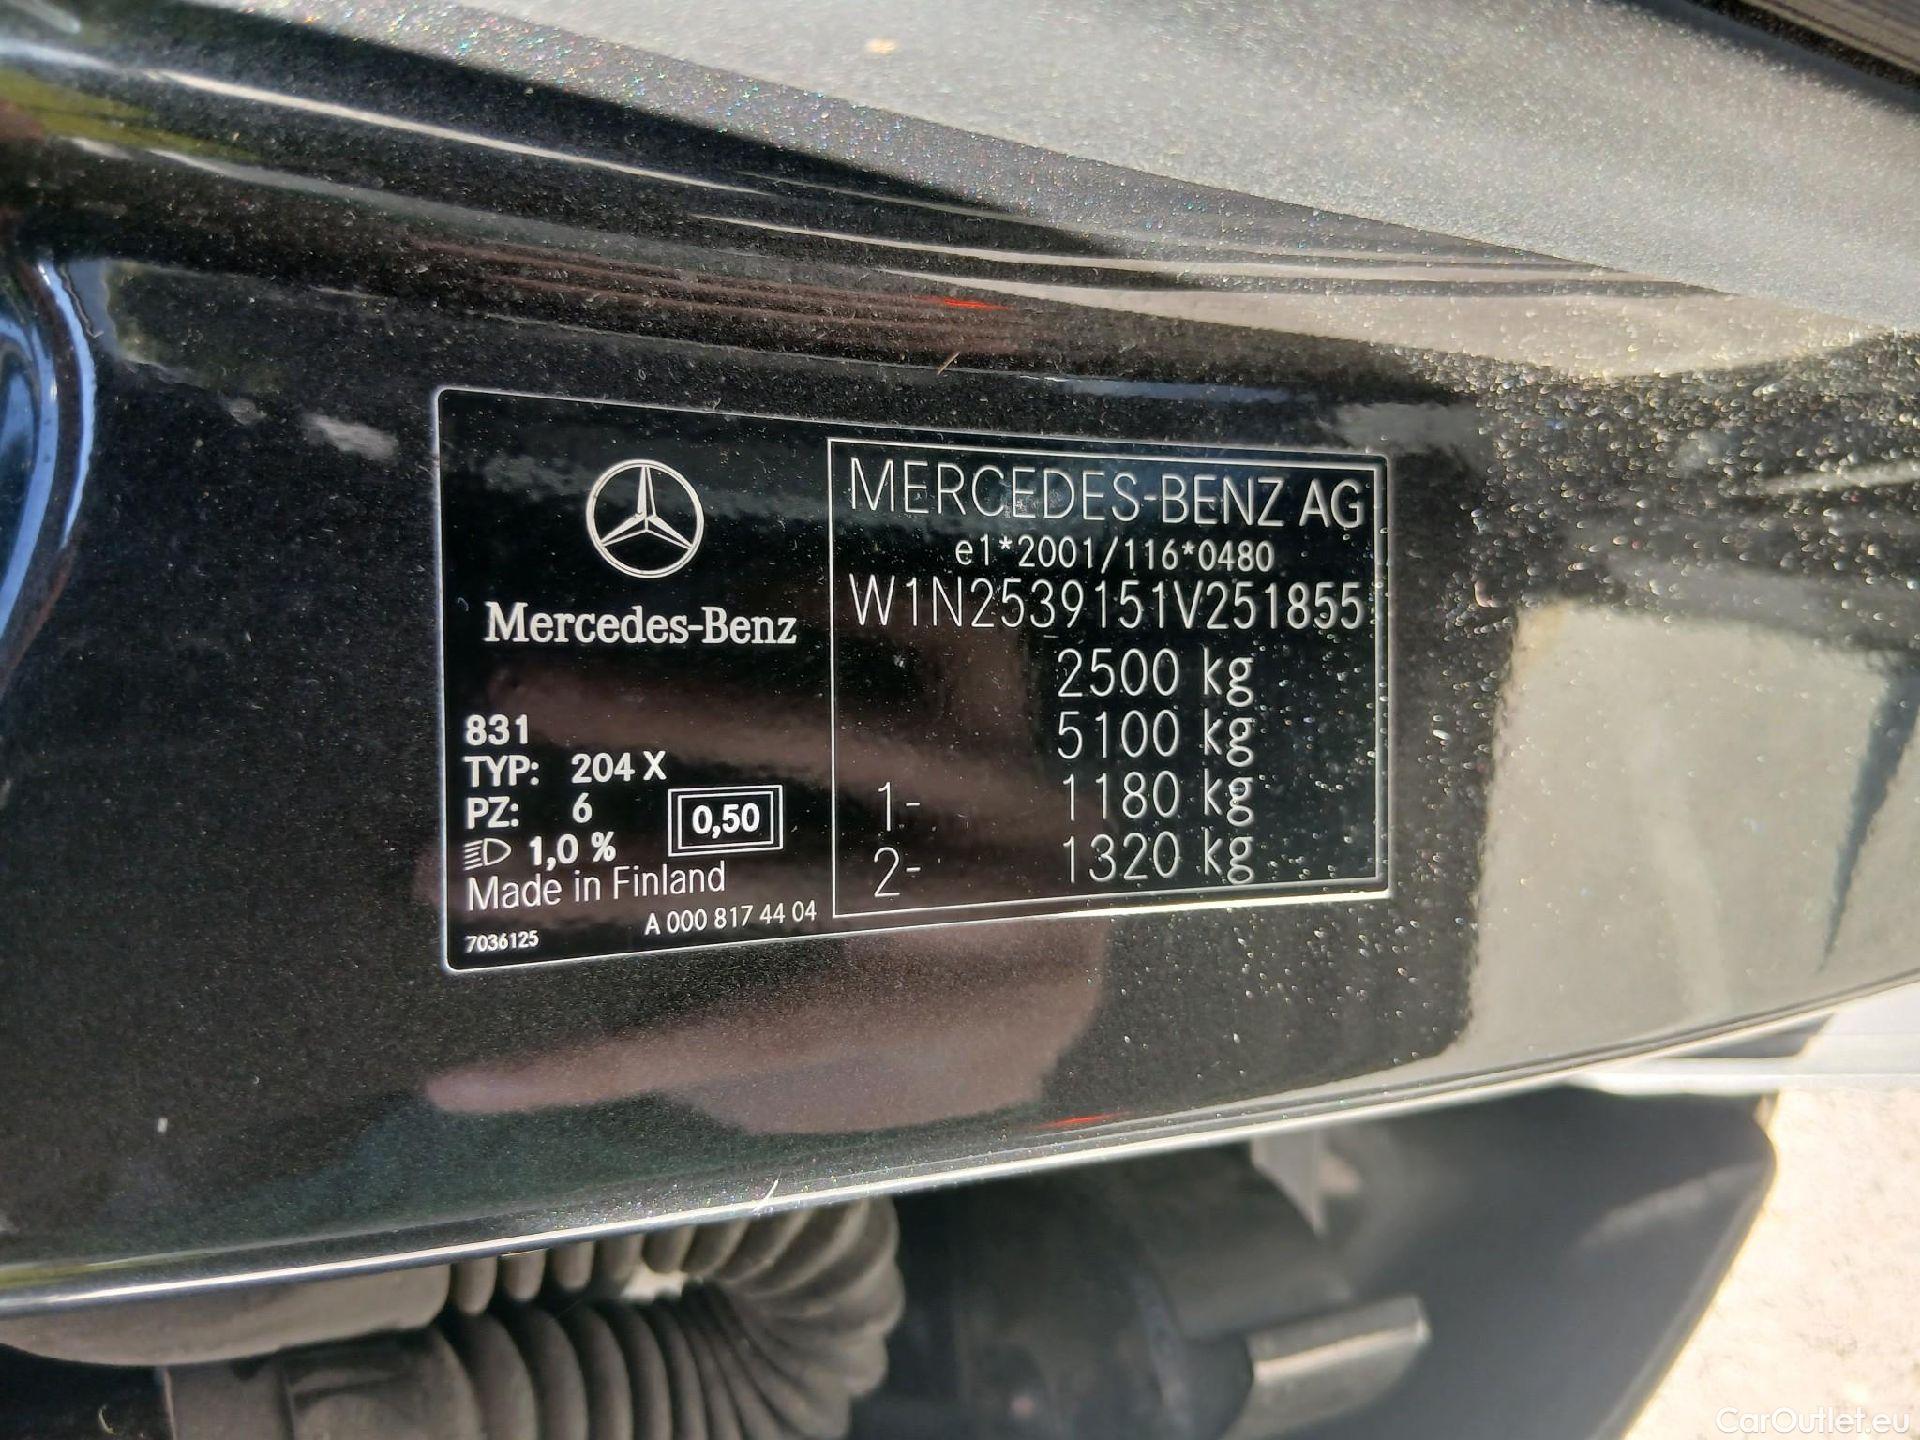 Mercedes-Benz
831
TYP: 204 X
PZ: 6
1,0 %
0,50
Made in Finland
A 000 817 44 04
7036125
MERCEDES-BENZ AG
e1*2001/116*0480
W1N2539151V251855
2500 kg
5100 kg
1- 1180 kg
2- 1320 kg
CarOutlet.eu